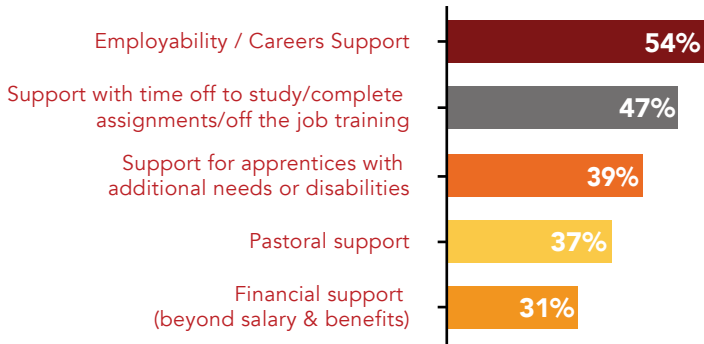 Employability / Careers Support
54%
Support with time off to study/complete
assignments/off the job training
47%
Support for apprentices with
additional needs or disabilities
39%
Pastoral support
37%
Financial support
(beyond salary & benefits)
31%